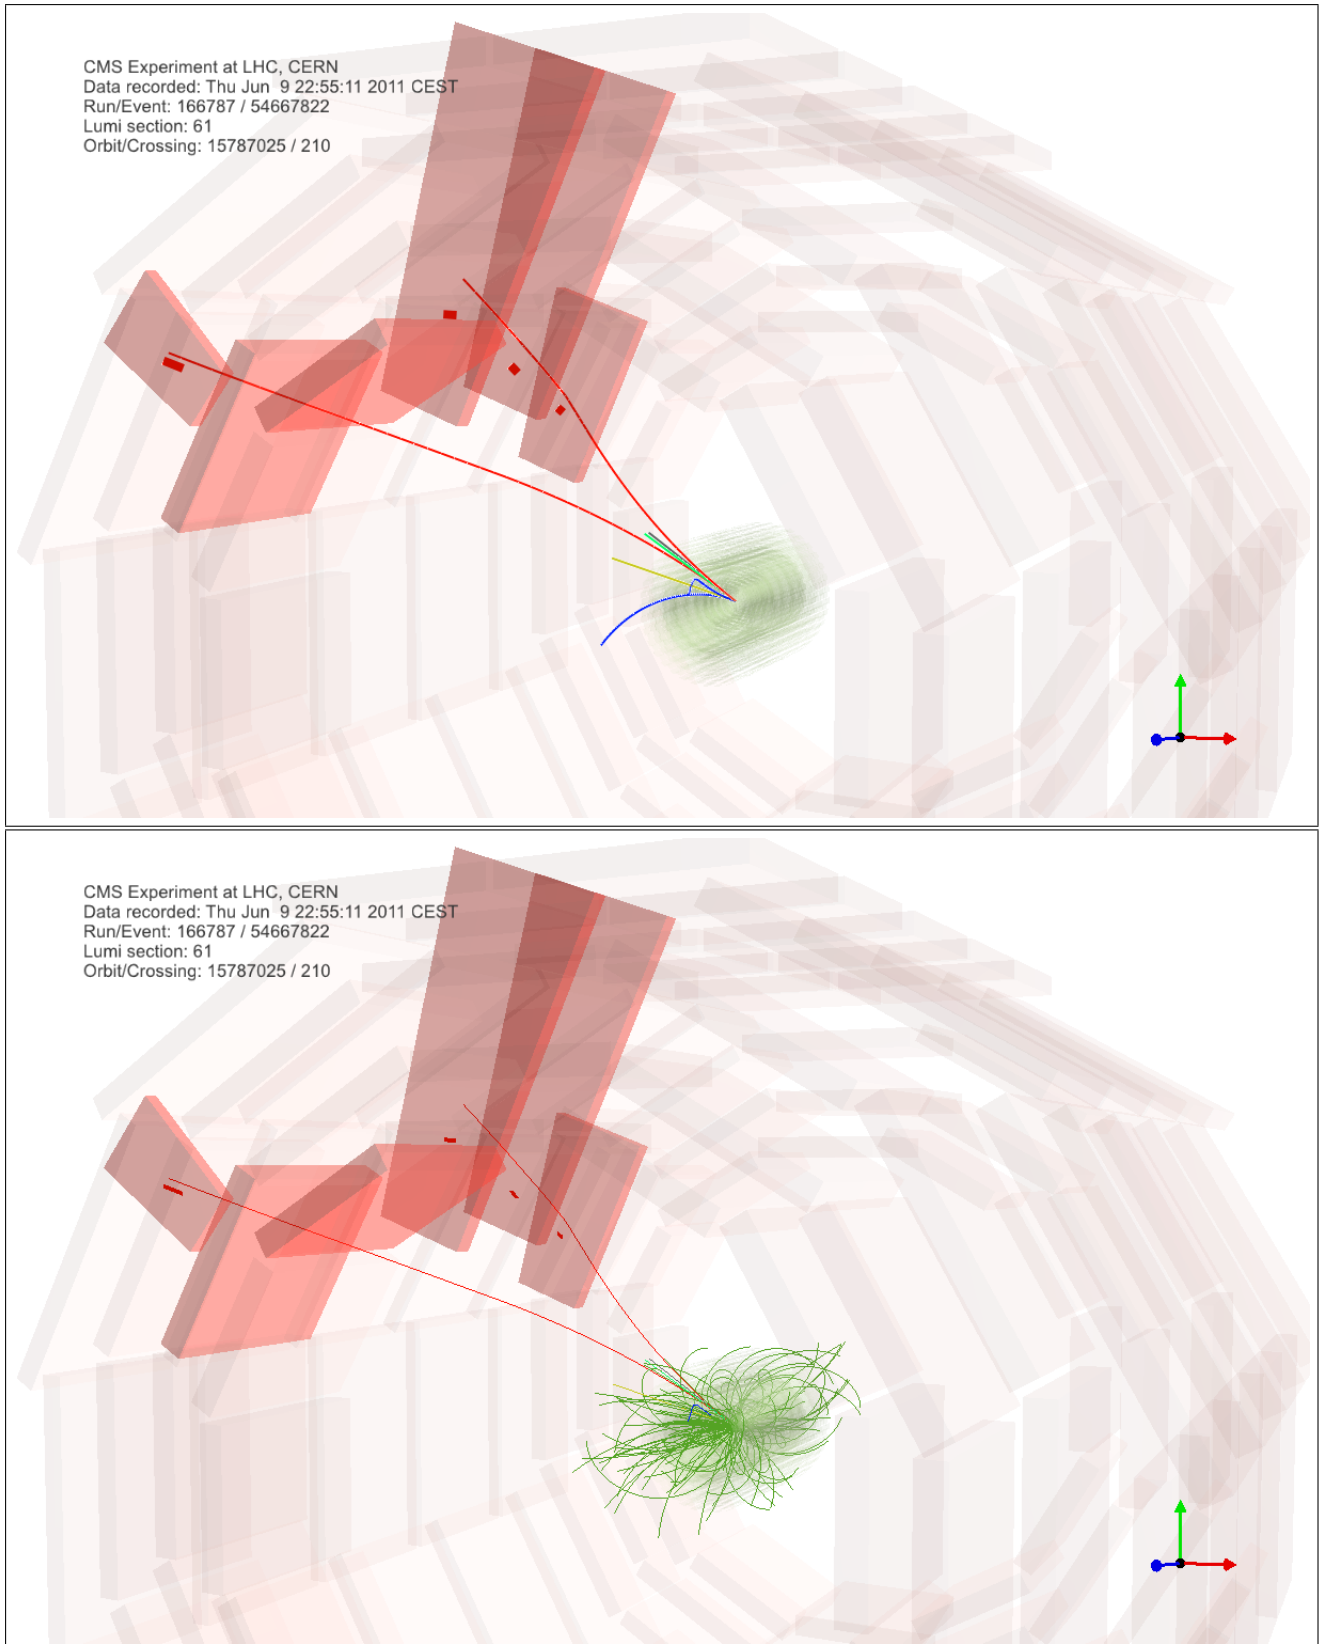 CMS Experiment at LHC, CERN
Data recorded: Thu Jun  9 22:55:11 2011 CEST
Run/Event: 166787 / 54667822
Lumi section: 61
Orbit/Crossing: 15787025 / 210
CMS Experiment at LHC, CERN
Data recorded: Thu Jun  9 22:55:11 2011 CEST
Run/Event: 166787 / 54667822
Lumi section: 61
Orbit/Crossing: 15787025 / 210